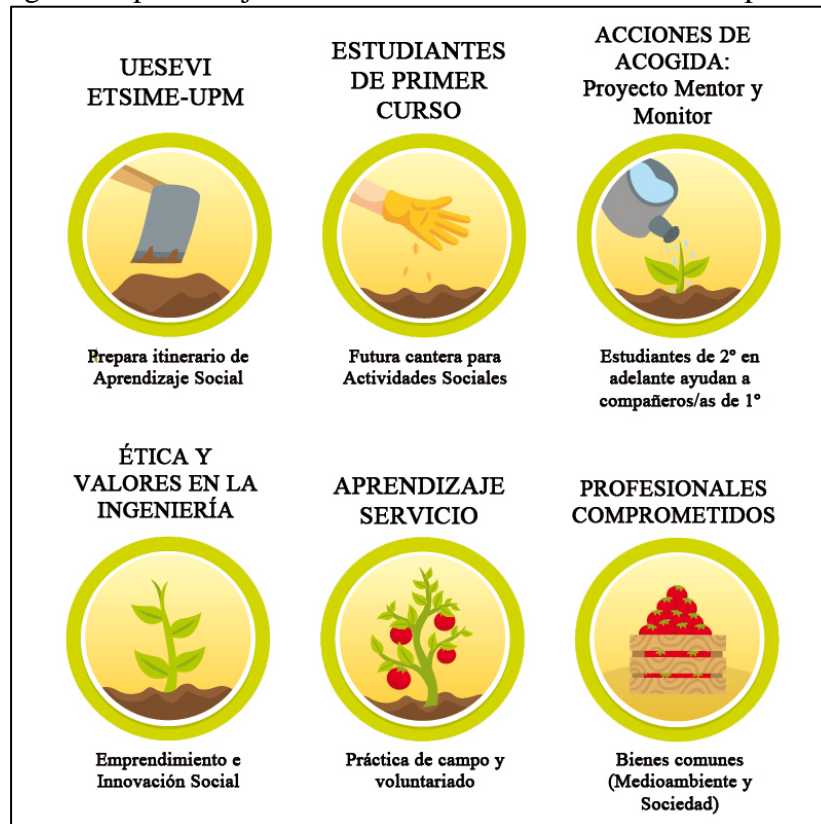 UESEVI
ETSIME-UPM
ESTUDIANTES
DE PRIMER
CURSO
ACCIONES DE
ACOGIDA:
Proyecto Mentor y
Monitor
Prepara itinerario de
Aprendizaje Social
Futura cantera para
Actividades Sociales
Estudiantes de 2º en
adelante ayudan a
compañeros/as de 1º
ÉTICA Y
VALORES EN LA
INGENIERÍA
APRENDIZAJE
SERVICIO
PROFESIONALES
COMPROMETIDOS
Emprendimiento e
Innovación Social
Práctica de campo y
voluntariado
Bienes comunes
(Medioambiente y
Sociedad)